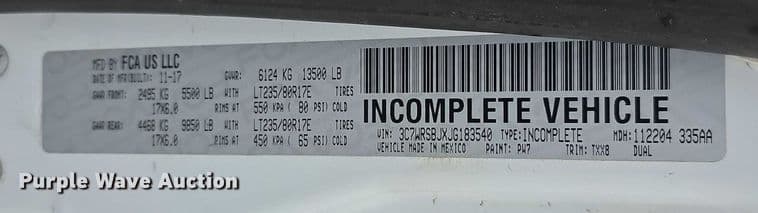 MFD BY FCA US LLC
DATE OF MFR(BUILT): 11-17 GVWR: 6124 KG 13500 LB
GAWR FRONT: 2495 KG 5500 LB WITH LT235/80R17E TIRES
17X6.0 RIMS AT 550 KPA ( 80 PSI) COLD
GAWR REAR: 4468 KG 9850 LB WITH LT235/80R17E TIRES
17X6.0 RIMS AT 450 KPA ( 65 PSI) COLD
INCOMPLETE VEHICLE
VIN: 3C7WRSBJXJG183540 TYPE:INCOMPLETE MDH:112204 335AA
VEHICLE MADE IN MEXICO PAINT: PW7 TRIM: TXX8 DUAL
Purple Wave Auction